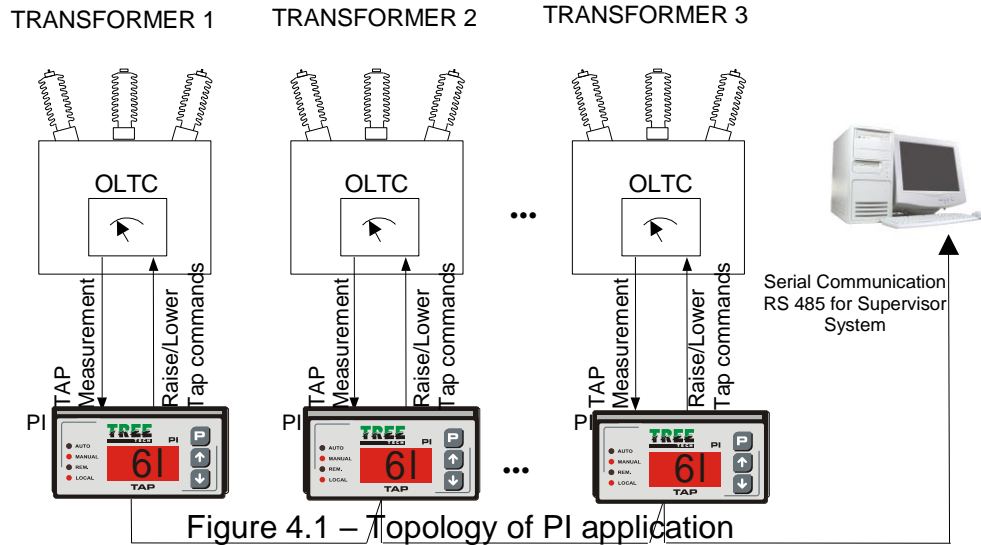 TRANSFORMER 1
TRANSFORMER 2
TRANSFORMER 3
OLTC
OLTC
OLTC
...
TAP
Measurement
Raise/Lower
Tap commands
TAP
Measurement
Raise/Lower
Tap commands
TAP
Measurement
Raise/Lower
Tap commands
Serial Communication
RS 485 for Supervisor
System
PI
TREE
TECH
PI
P
AUTO
MANUAL
REM.
LOCAL
6I
TAP
PI
TREE
TECH
PI
P
AUTO
MANUAL
REM.
LOCAL
6I
TAP
...
PI
TREE
TECH
PI
P
AUTO
MANUAL
REM.
LOCAL
6I
TAP
Figure 4.1 – Topology of PI application